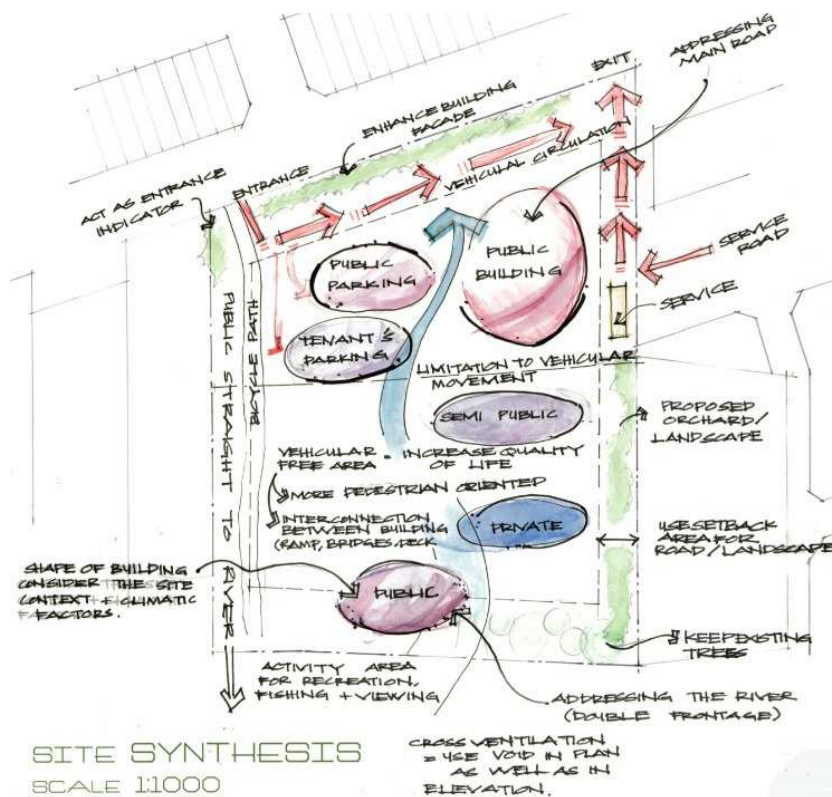 EXIT
ADDRESSING
MAIN ROAD
ENHANCE BUILDING
FACADE
VEHICULAR CIRCULATION
ENTRANCE
ACT AS ENTRANCE
INDICATOR
PUBLIC
PARKING
PUBLIC
BUILDING
SERVICE
ROAD
SERVICE
TENANT'S
PARKING
BICYCLE PATH
PUBLIC STRAIGHT TO RIVER
LIMITATION TO VEHICULAR
MOVEMENT
SEMI PUBLIC
PROPOSED
ORCHARD/
LANDSCAPE
VEHICULAR = INCREASE QUALITY
FREE AREA OF LIFE
MORE PEDESTRIAN ORIENTED
INTERCONNECTION
BETWEEN BUILDING
(RAMP, BRIDGES, DECK
PRIVATE
USE SETBACK
AREA FOR
ROAD/LANDSCAPE
SHAPE OF BUILDING
CONSIDER THE SITE
CONTEXT + CLIMATIC
FACTORS.
PUBLIC
KEEP EXISTING
TREES
ACTIVITY AREA
FOR RECREATION,
FISHING + VIEWING
ADDRESSING THE RIVER
(DOUBLE FRONTAGE)
CROSS VENTILATION
= USE VOID IN PLAN
AS WELL AS IN
ELEVATION.
SITE SYNTHESIS
SCALE 1:1000